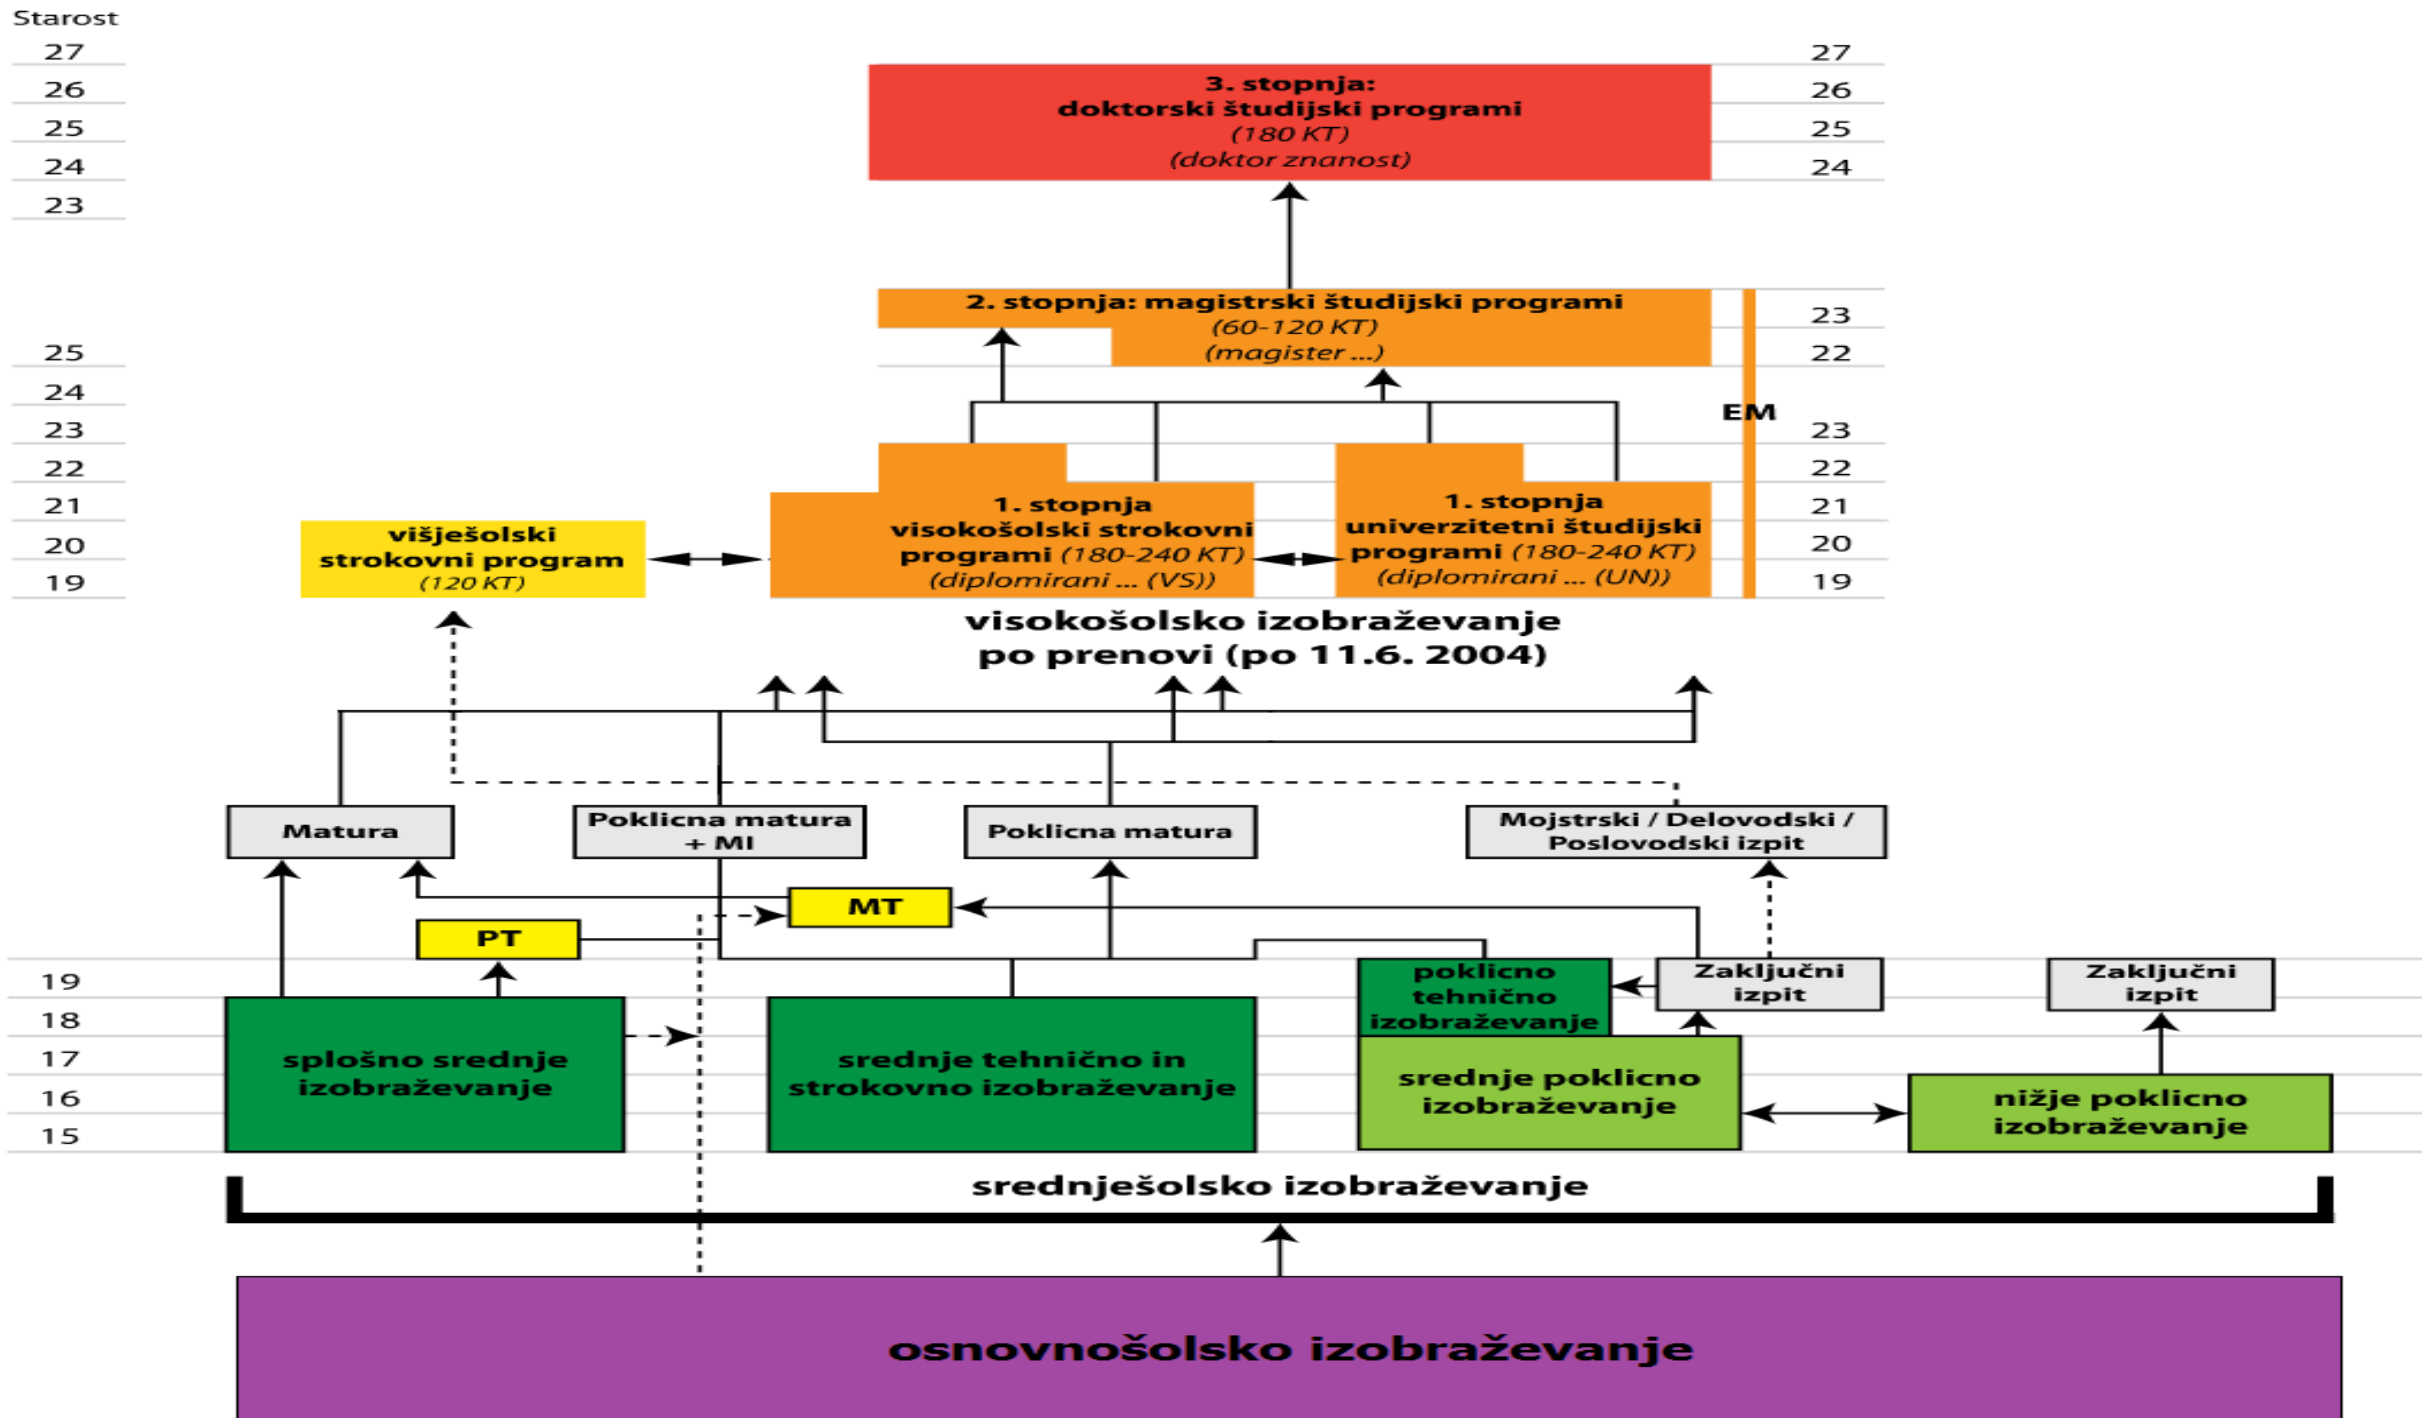 Starost
27
26
25
24
23
25
24
23
22
21
20
19
27
26
25
24
23
22
23
22
21
20
19
3. stopnja:
doktorski študijski programi
(180 KT)
(doktor znanost)
2. stopnja: magistrski študijski programi
(60-120 KT)
(magister ...)
EM
višješolski
strokovni program
(120 KT)
1. stopnja
visokošolski strokovni
programi (180-240 KT)
(diplomirani ... (VS))
1. stopnja
univerzitetni študijski
programi (180-240 KT)
(diplomirani ... (UN))
visokošolsko izobraževanje
po prenovi (po 11.6. 2004)
Matura
Poklicna matura
+ MI
Poklicna matura
Mojstrski / Delovodski /
Poslovodski izpit
MT
PT
19
18
17
16
15
splošno srednje
izobraževanje
srednje tehnično in
strokovno izobraževanje
poklicno
tehnično
izobraževanje
Zaključni
izpit
Zaključni
izpit
srednje poklicno
izobraževanje
nižje poklicno
izobraževanje
srednješolsko izobraževanje
osnovnošolsko izobraževanje